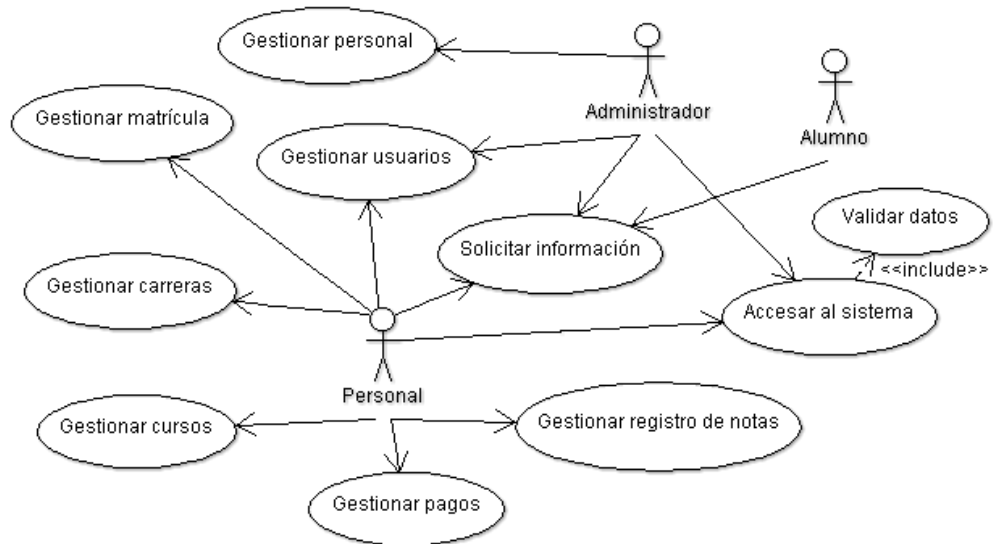 Gestionar personal
Administrador
Alumno
Gestionar matrícula
Gestionar usuarios
Validar datos
Solicitar información
<<include>>
Gestionar carreras
Accesar al sistema
Personal
Gestionar cursos
Gestionar registro de notas
Gestionar pagos